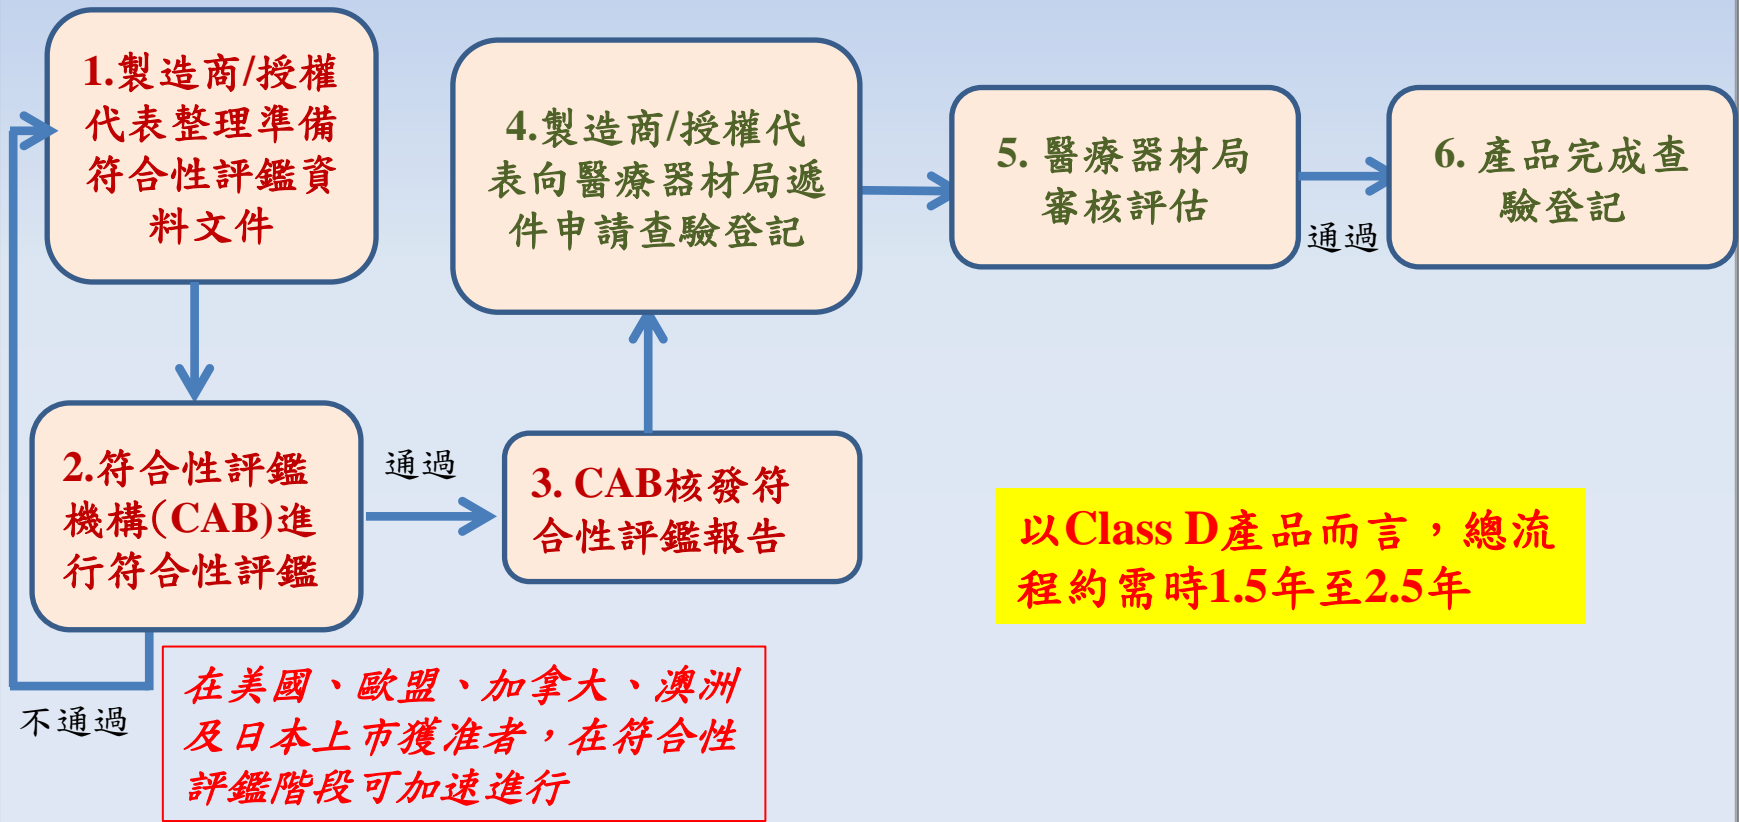 1.製造商/授權
代表整理準備
符合性評鑑資
料文件
2.符合性評鑑
機構(CAB)進
行符合性評鑑
不通過
在美國、歐盟、加拿大、澳洲
及日本上市獲准者，在符合性
評鑑階段可加速進行
通過
3. CAB核發符
合性評鑑報告
4.製造商/授權代
表向醫療器材局遞
件申請查驗登記
5. 醫療器材局
審核評估
通過
6. 產品完成查
驗登記
以Class D產品而言，總流
程約需時1.5年至2.5年